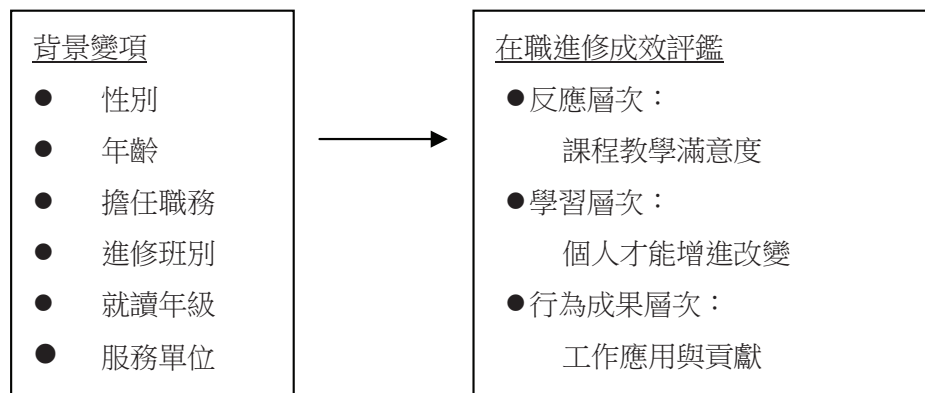 背景變項
● 性別
● 年齡
● 擔任職務
● 進修班別
● 就讀年級
● 服務單位
在職進修成效評鑑
●反應層次：
課程教學滿意度
●學習層次：
個人才能增進改變
●行為成果層次：
工作應用與貢獻